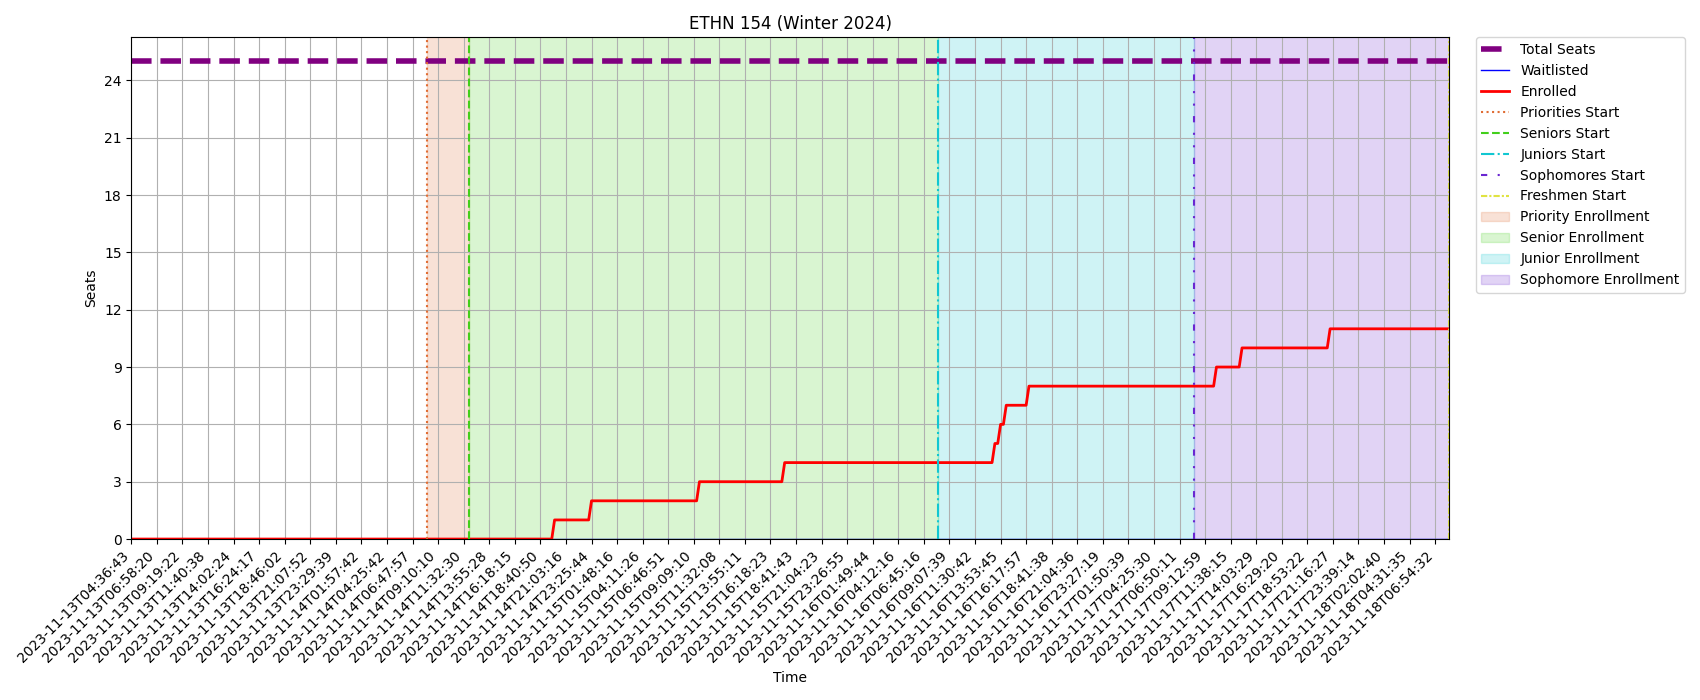 ETHN 154 (Winter 2024)
Total Seats
Waitlisted
Enrolled
Priorities Start
Seniors Start
Juniors Start
Sophomores Start
Freshmen Start
Priority Enrollment
Senior Enrollment
Junior Enrollment
Sophomore Enrollment
Seats
24
21
18
15
12
9
6
3
0
2023-11-13T04:36:43
2023-11-13T06:58:20
2023-11-13T09:19:22
2023-11-13T11:40:38
2023-11-13T14:02:24
2023-11-13T16:24:17
2023-11-13T18:46:02
2023-11-13T21:07:52
2023-11-13T23:29:39
2023-11-14T01:57:42
2023-11-14T04:25:42
2023-11-14T06:47:57
2023-11-14T09:10:10
2023-11-14T11:32:30
2023-11-14T13:55:28
2023-11-14T16:18:15
2023-11-14T18:40:50
2023-11-14T21:03:16
2023-11-14T23:25:44
2023-11-15T01:48:16
2023-11-15T04:11:26
2023-11-15T06:46:51
2023-11-15T09:09:10
2023-11-15T11:32:08
2023-11-15T13:55:11
2023-11-15T16:18:23
2023-11-15T18:41:43
2023-11-15T21:04:23
2023-11-15T23:26:55
2023-11-16T01:49:44
2023-11-16T04:12:16
2023-11-16T06:45:16
2023-11-16T09:07:39
2023-11-16T11:30:42
2023-11-16T13:53:45
2023-11-16T16:17:57
2023-11-16T18:41:38
2023-11-16T21:04:36
2023-11-16T23:27:19
2023-11-17T01:50:39
2023-11-17T04:25:30
2023-11-17T06:50:11
2023-11-17T09:12:59
2023-11-17T11:38:15
2023-11-17T14:03:29
2023-11-17T16:29:20
2023-11-17T18:53:22
2023-11-17T21:16:27
2023-11-17T23:39:14
2023-11-18T02:02:40
2023-11-18T04:31:35
2023-11-18T06:54:32
Time